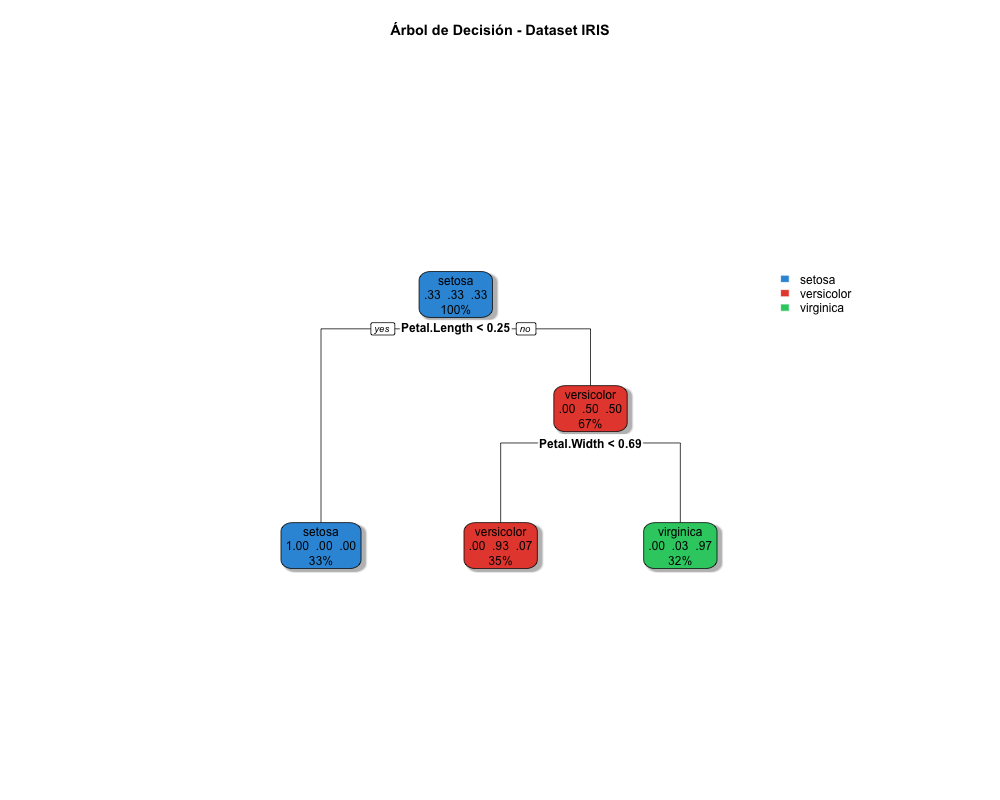 Árbol de Decisión - Dataset IRIS
setosa
.33 .33 .33
100%
setosa
versicolor
virginica
yes Petal.Length < 0.25 no
versicolor
.00 .50 .50
67%
Petal.Width < 0.69
setosa
1.00 .00 .00
33%
versicolor
.00 .93 .07
35%
virginica
.00 .03 .97
32%